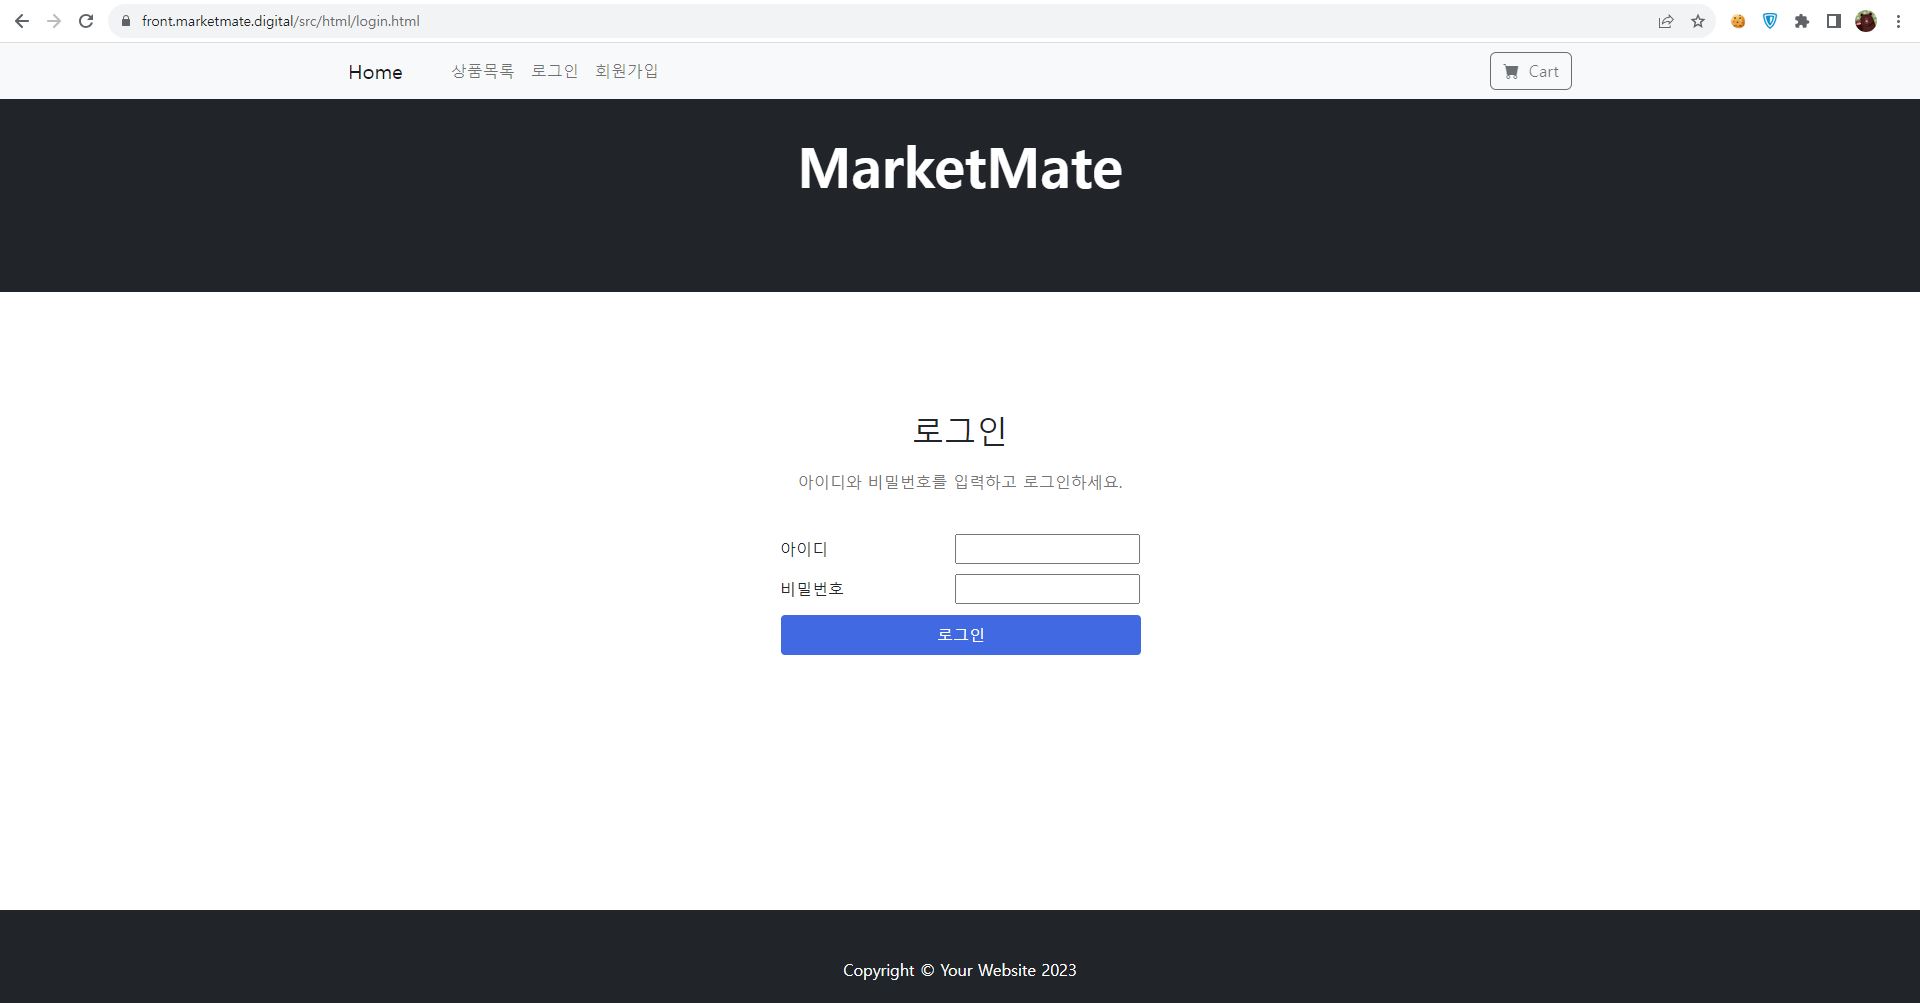 front.marketmate.digital/src/html/login.html
Home 상품목록 로그인 회원가입 Cart
MarketMate
로그인
아이디와 비밀번호를 입력하고 로그인하세요.
아이디
비밀번호
로그인
Copyright © Your Website 2023